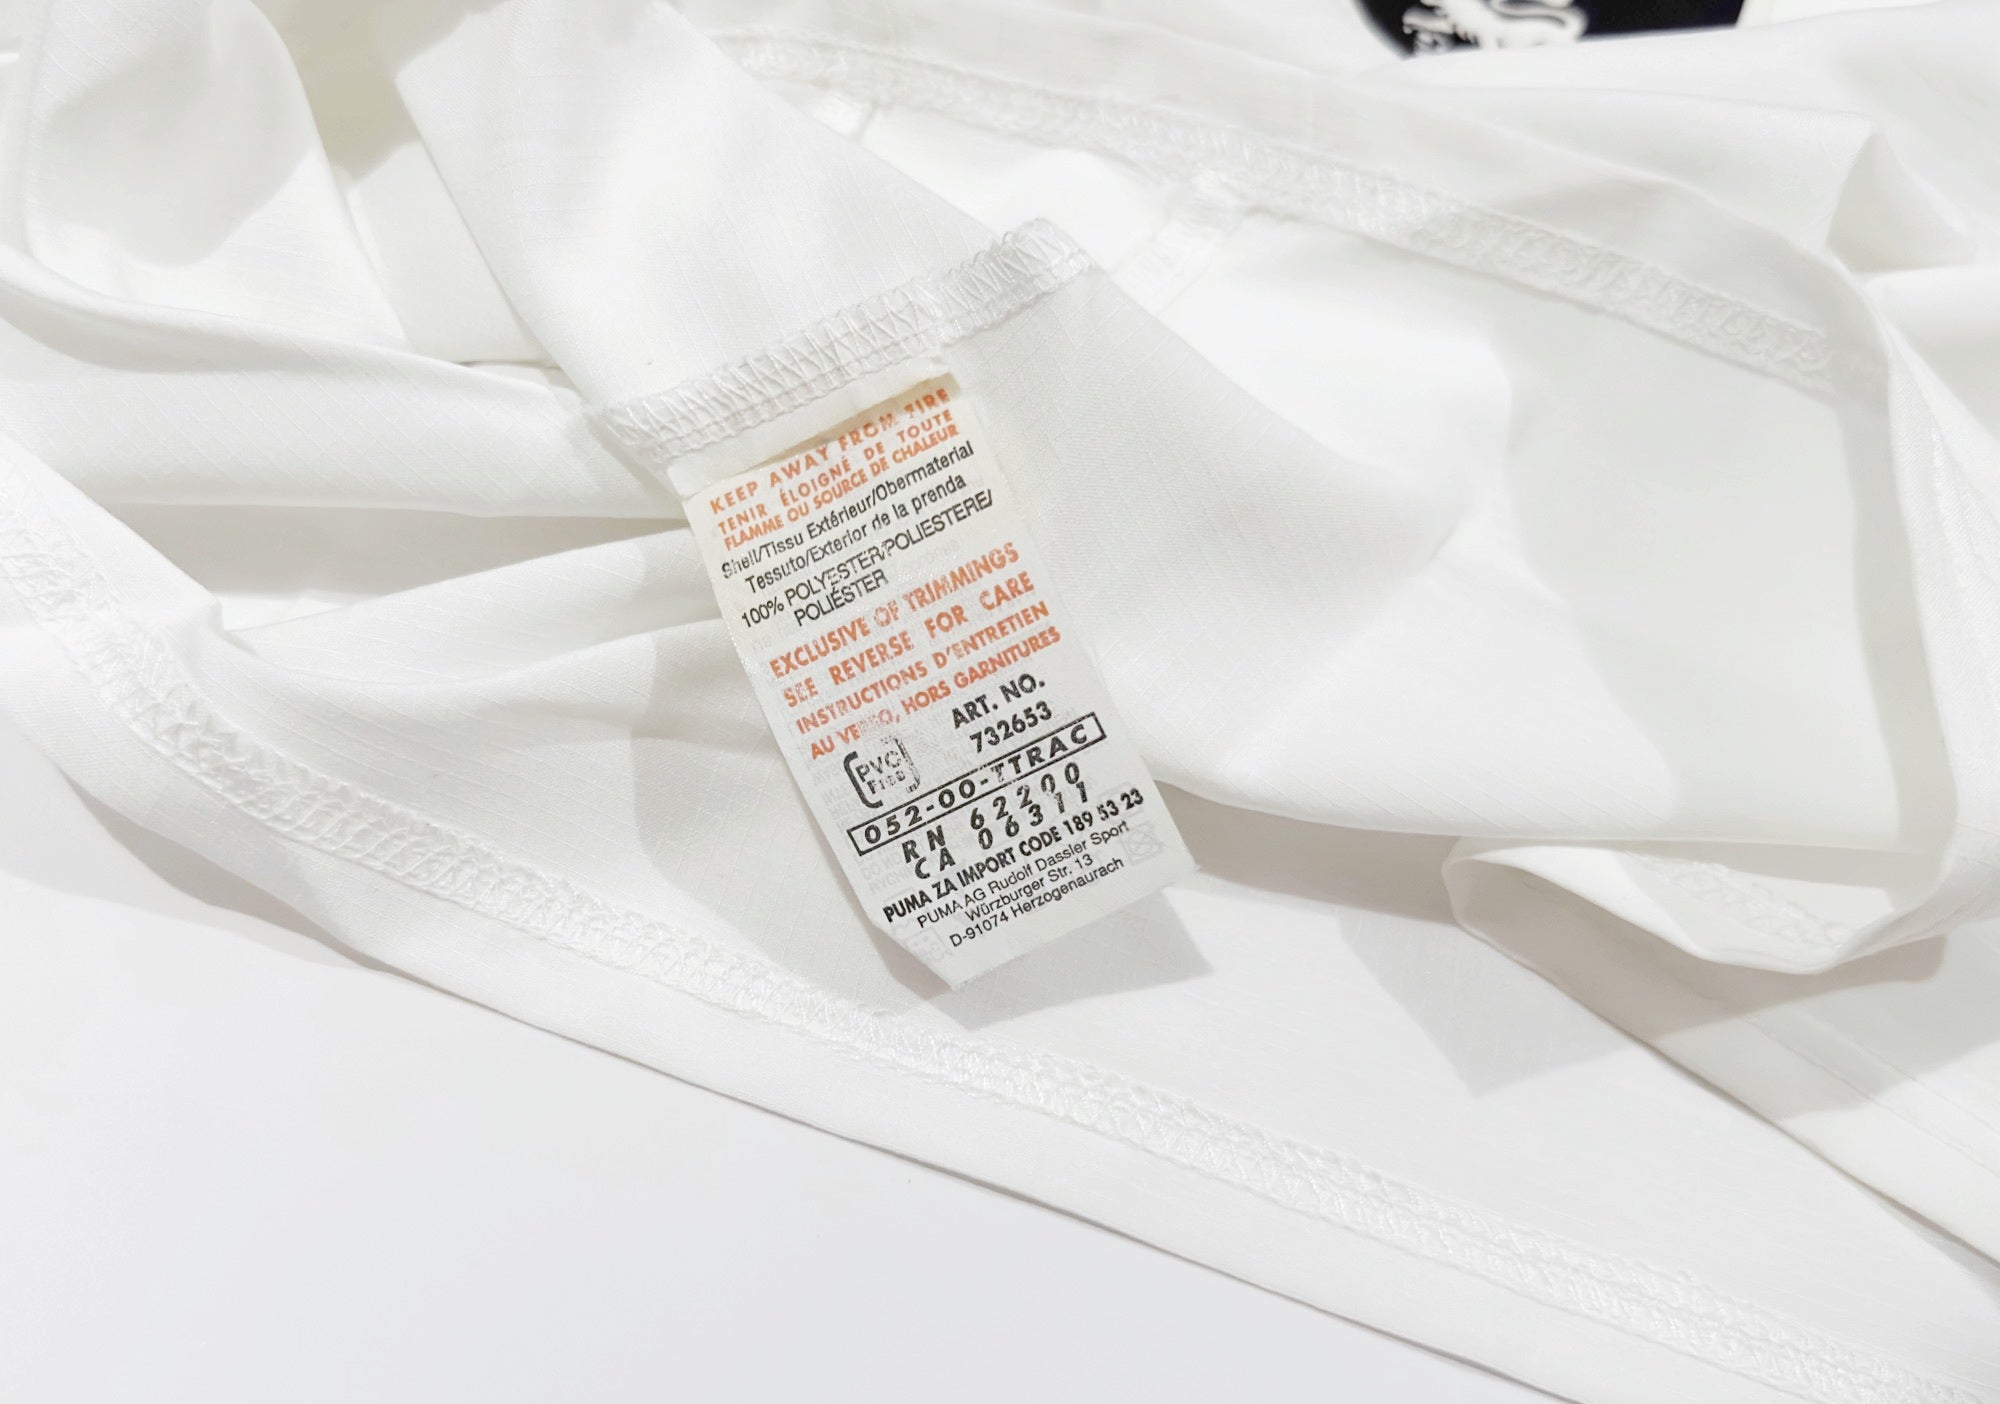 KEEP AWAY FROM FIRE
TENIR ÉLOIGNÉ DE TOUTE
FLAMME OU SOURCE DE CHALEUR
Shell/Tissu Extérieur/Obermaterial
Tessuto/Exterior de la prenda
100% POLYESTER/POLIESTERE/
POLIÉSTER
EXCLUSIVE OF TRIMMINGS
SEE REVERSE FOR CARE
INSTRUCTIONS D'ENTRETIEN
AU VERSO, HORS GARNITURES
PVC FREE
ART. NO.
732653
052-00-TTRAC
RN 62200
CA 06311
PUMA ZA IMPORT CODE 189 53 23
PUMA AG Rudolf Dassler Sport
Würzburger Str. 13
D-91074 Herzogenaurach